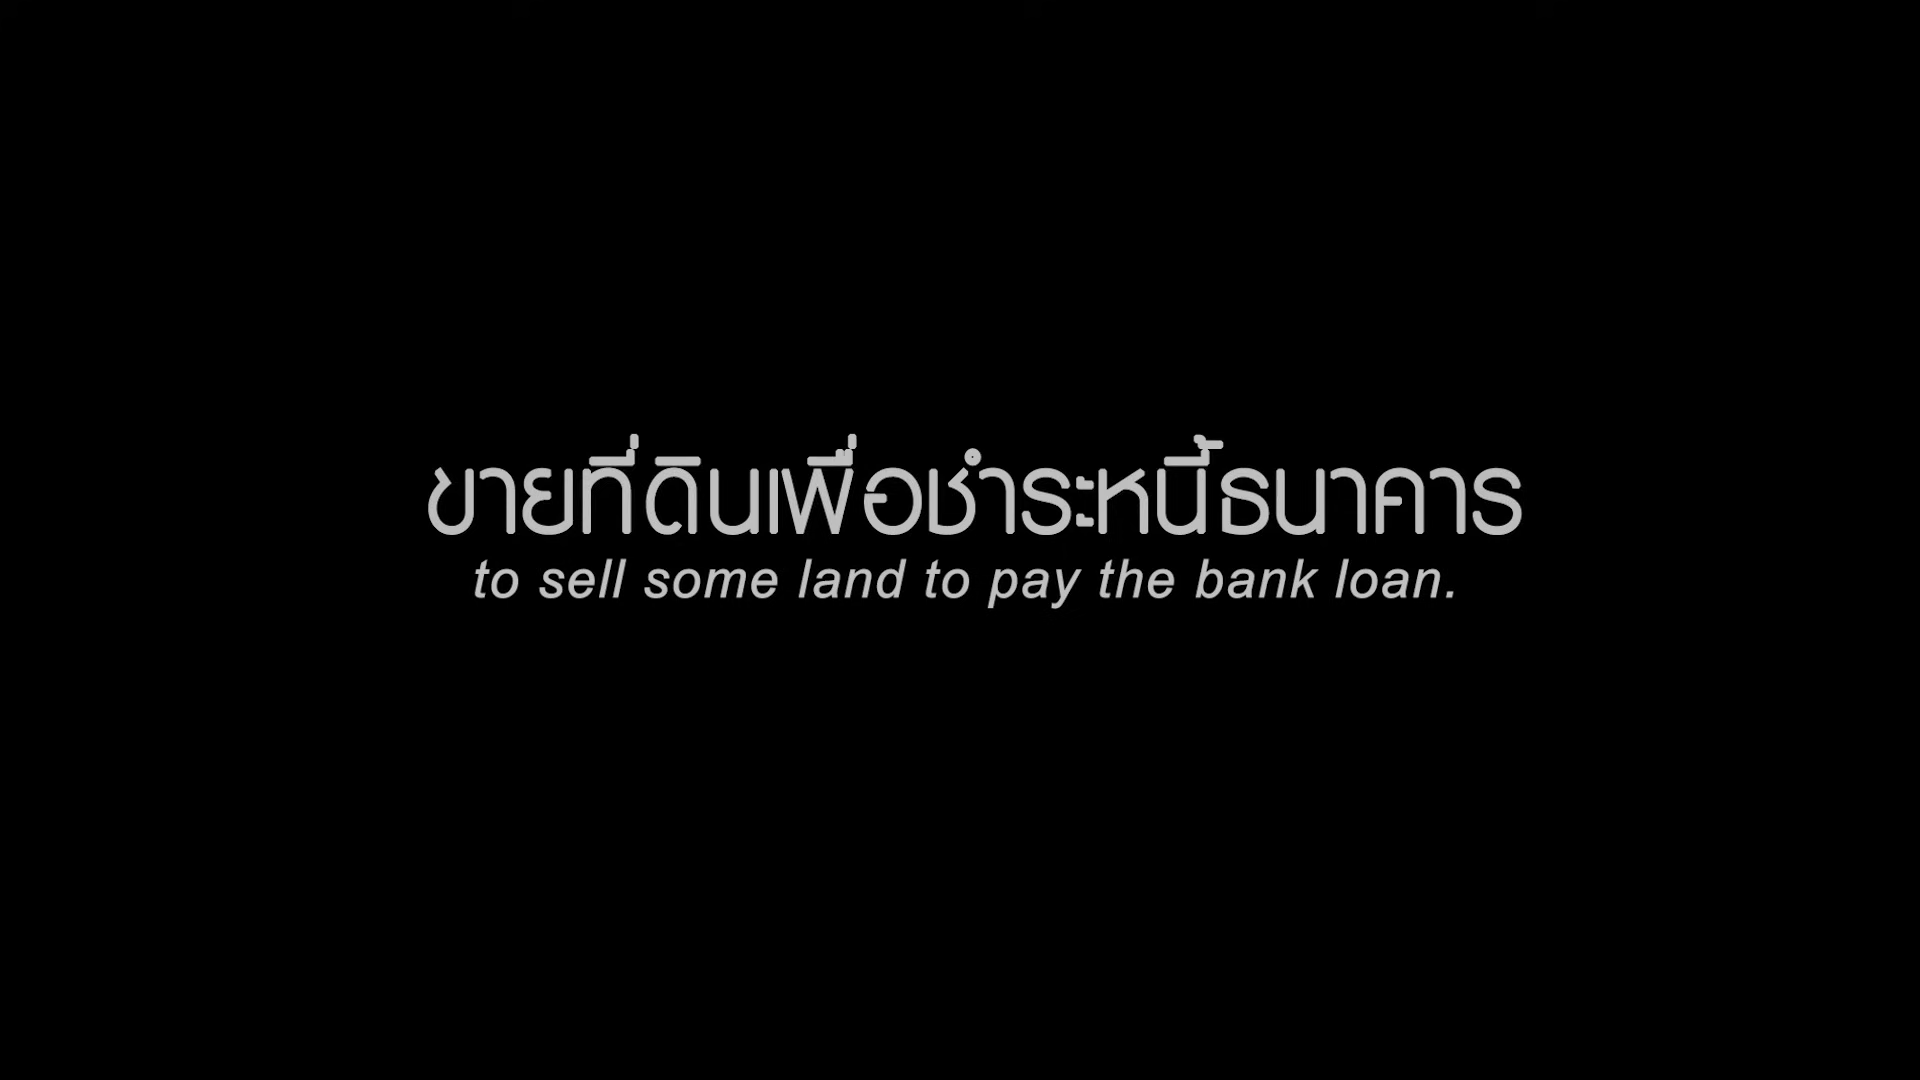 ขายที่ดินเพื่อชำระหนี้ธนาคาร
to sell some land to pay the bank loan.